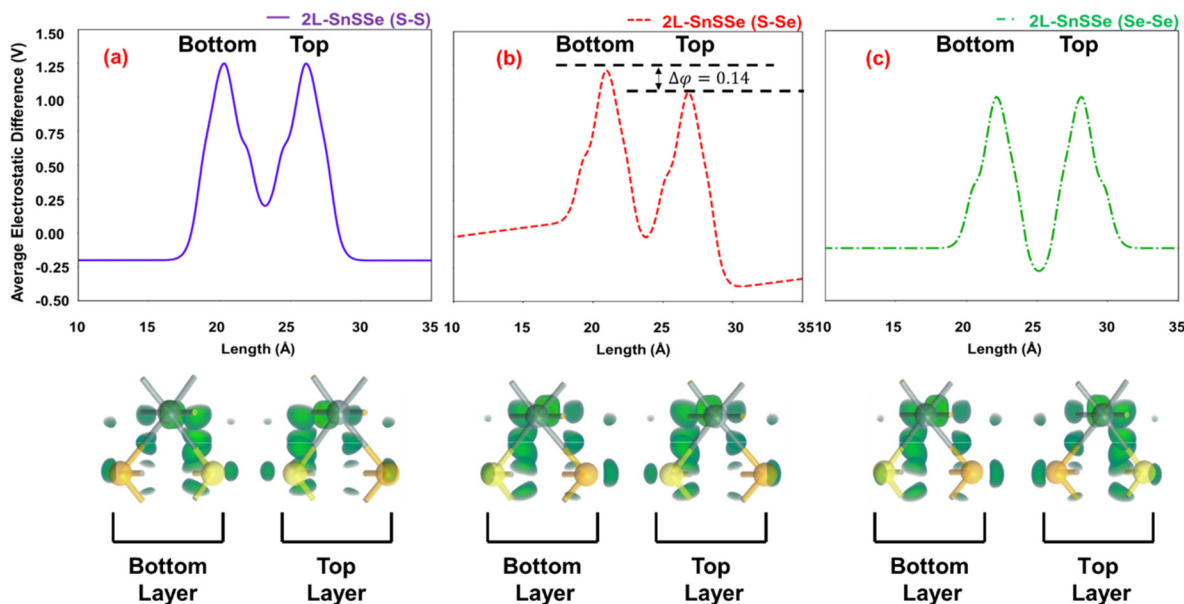 2L-SnSSe (S-S)
2L-SnSSe (S-Se)
2L-SnSSe (Se-Se)
Average Electrostatic Difference (V)
1.50
1.25
1.00
0.75
0.50
0.25
0.00
-0.25
-0.50
(a)
Bottom Top
(b)
Bottom Top
Δφ = 0.14
(c)
Bottom Top
10 15 20 25 30 35
Length (Å)
10 15 20 25 30 35
Length (Å)
10 15 20 25 30 35
Length (Å)
Bottom
Layer
Top
Layer
Bottom
Layer
Top
Layer
Bottom
Layer
Top
Layer